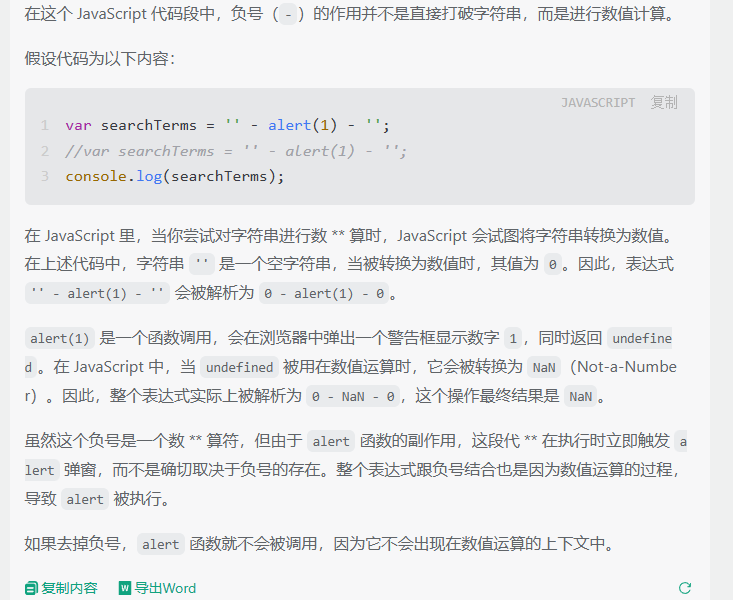 在这个 JavaScript 代码段中，负号（ - ）的作用并不是直接打破字符串，而是进行数值计算。
假设代码为以下内容：
JAVASCRIPT 复制
1 var searchTerms = '' - alert(1) - '';
2 //var searchTerms = '' - alert(1) - '';
3 console.log(searchTerms);
在 JavaScript 里，当你尝试对字符串进行数 ** 算时，JavaScript 会试图将字符串转换为数值。
在上述代码中，字符串 '' 是一个空字符串，当被转换为数值时，其值为 0 。因此，表达式
'' - alert(1) - '' 会被解析为 0 - alert(1) - 0 。
alert(1) 是一个函数调用，会在浏览器中弹出一个警告框显示数字 1 ，同时返回 undefine
d 。在 JavaScript 中，当 undefined 被用在数值运算时，它会被转换为 NaN （Not-a-Numbe
r）。因此，整个表达式实际上被解析为 0 - NaN - 0 ，这个操作最终结果是 NaN 。
虽然这个负号是一个数 ** 算符，但由于 alert 函数的副作用，这段代 ** 在执行时立即触发 a
lert 弹窗，而不是确切取决于负号的存在。整个表达式跟负号结合也是因为数值运算的过程，
导致 alert 被执行。
如果去掉负号， alert 函数就不会被调用，因为它不会出现在数值运算的上下文中。
复制内容 W 导出Word